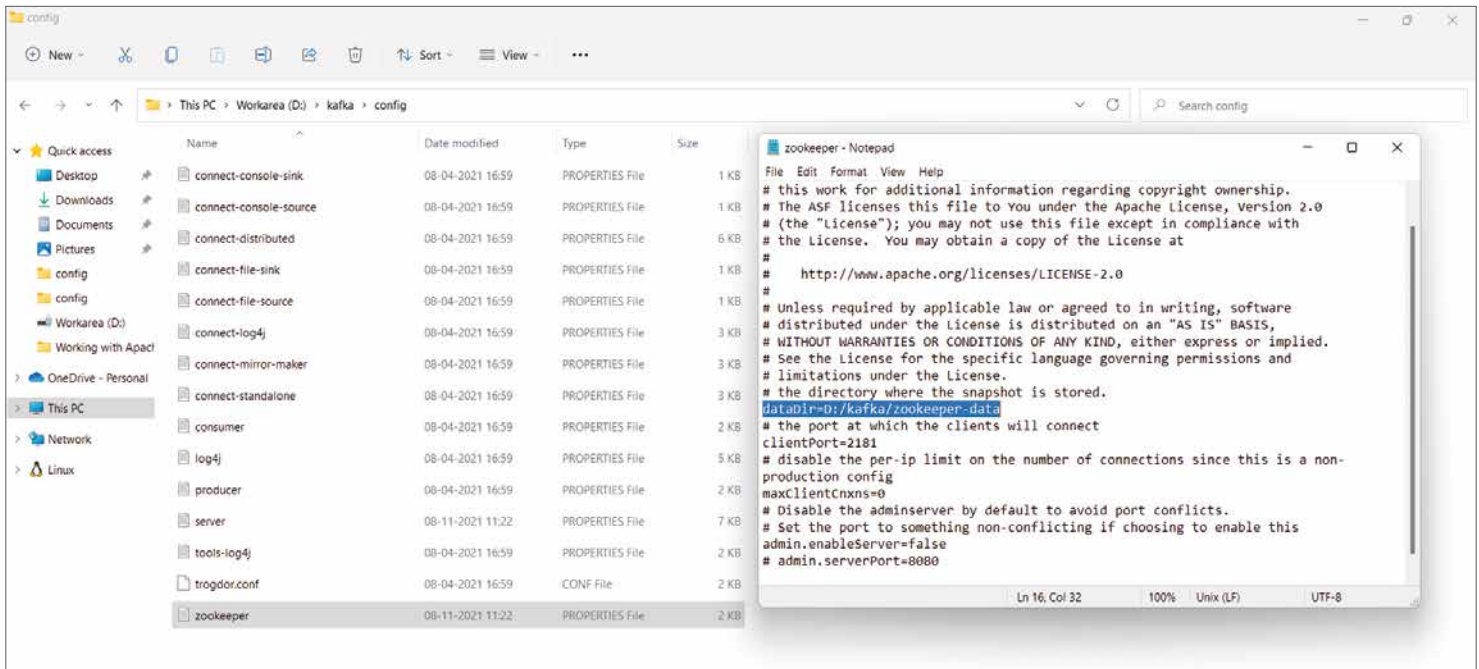 config
New
Sort
View
This PC > Workarea (D:) > kafka > config
Search config
Quick access
Desktop
Downloads
Documents
Pictures
config
config
Workarea (D:)
Working with Apacl
OneDrive - Personal
This PC
Network
Linux
Name Date modified Type Size
connect-console-sink 08-04-2021 16:59 PROPERTIES File 1 KB
connect-console-source 08-04-2021 16:59 PROPERTIES File 1 KB
connect-distributed 08-04-2021 16:59 PROPERTIES File 6 KB
connect-file-sink 08-04-2021 16:59 PROPERTIES File 1 KB
connect-file-source 08-04-2021 16:59 PROPERTIES File 1 KB
connect-log4j 08-04-2021 16:59 PROPERTIES File 3 KB
connect-mirror-maker 08-04-2021 16:59 PROPERTIES File 3 KB
connect-standalone 08-04-2021 16:59 PROPERTIES File 3 KB
consumer 08-04-2021 16:59 PROPERTIES File 2 KB
log4j 08-04-2021 16:59 PROPERTIES File 5 KB
producer 08-04-2021 16:59 PROPERTIES File 2 KB
server 08-11-2021 11:22 PROPERTIES File 7 KB
tools-log4j 08-04-2021 16:59 PROPERTIES File 2 KB
trogdor.conf 08-04-2021 16:59 CONF File 2 KB
zookeeper 08-11-2021 11:22 PROPERTIES File 2 KB
zookeeper - Notepad
File Edit Format View Help
# this work for additional information regarding copyright ownership.
# The ASF licenses this file to You under the Apache License, Version 2.0
# (the "License"); you may not use this file except in compliance with
# the License.  You may obtain a copy of the License at
#
#    http://www.apache.org/licenses/LICENSE-2.0
#
# Unless required by applicable law or agreed to in writing, software
# distributed under the License is distributed on an "AS IS" BASIS,
# WITHOUT WARRANTIES OR CONDITIONS OF ANY KIND, either express or implied.
# See the License for the specific language governing permissions and
# limitations under the License.
# the directory where the snapshot is stored.
dataDir=D:/kafka/zookeeper-data
# the port at which the clients will connect
clientPort=2181
# disable the per-ip limit on the number of connections since this is a non-
production config
maxClientCnxns=0
# Disable the adminserver by default to avoid port conflicts.
# Set the port to something non-conflicting if choosing to enable this
admin.enableServer=false
# admin.serverPort=8080
Ln 16, Col 32 100% Unix (LF) UTF-8